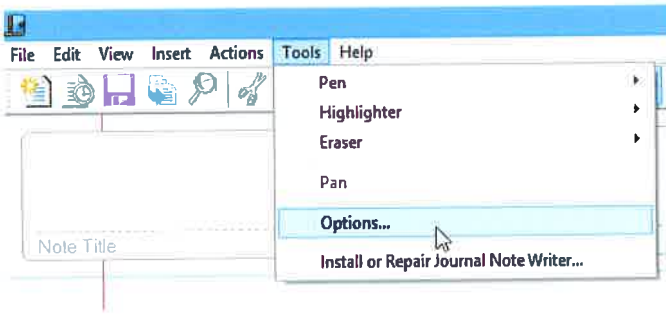 File Edit View Insert Actions Tools Help
Pen
Highlighter
Eraser
Pan
Options...
Note Title
Install or Repair Journal Note Writer...